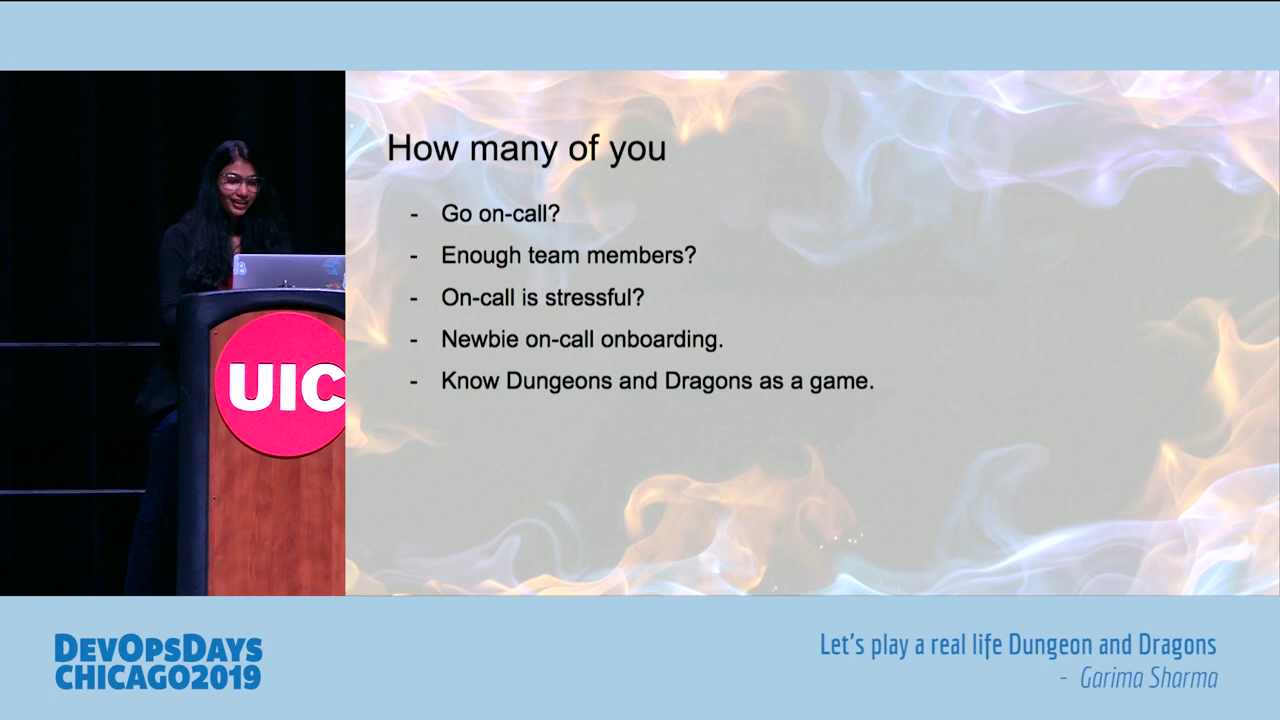 How many of you
- Go on-call?
- Enough team members?
- On-call is stressful?
- Newbie on-call onboarding.
- Know Dungeons and Dragons as a game.
UIC
DEVOPSDAYS
CHICAGO2019
Let's play a real life Dungeon and Dragons
- Garima Sharma